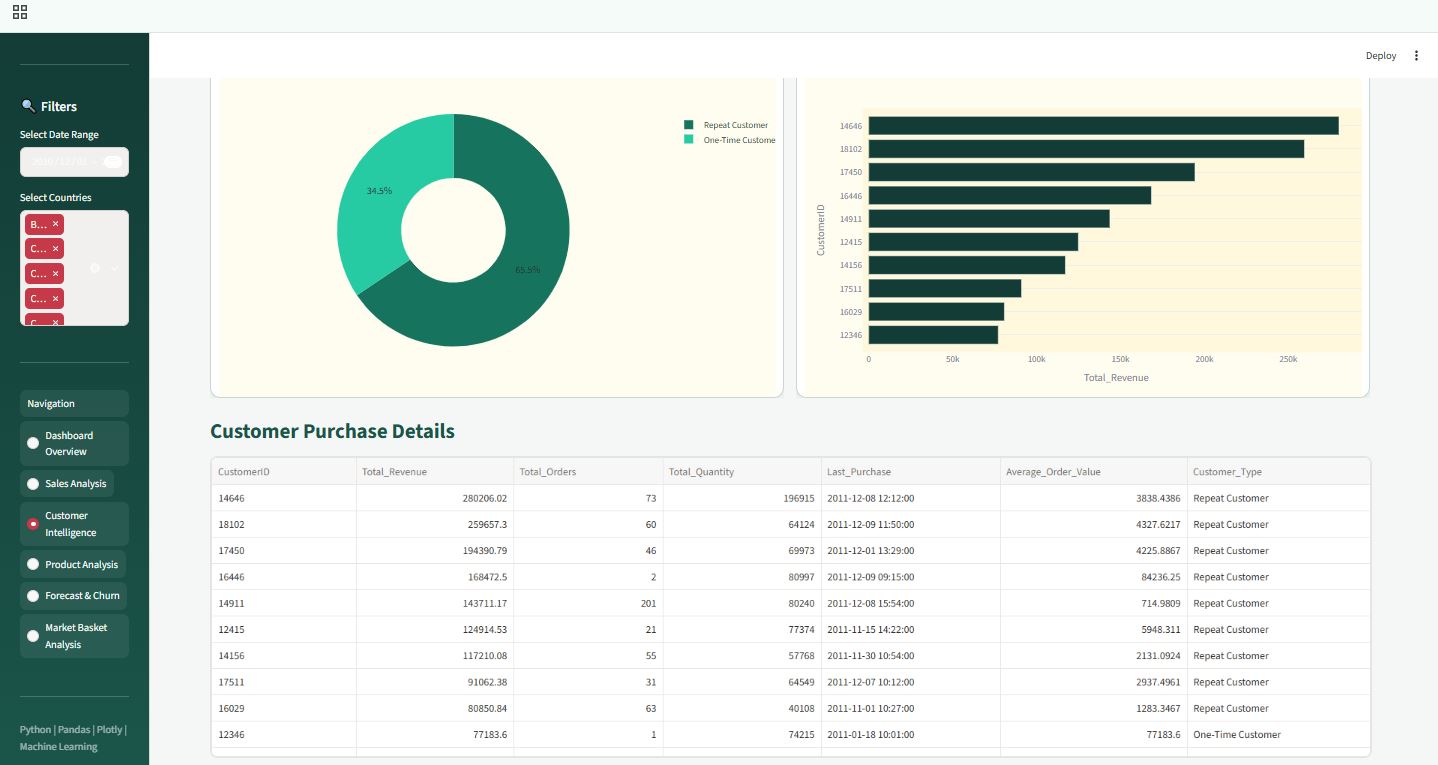 Deploy
Filters
Select Date Range
2010/12/01 –
Select Countries
B...
C...
C...
C...
C...
Navigation
Dashboard
Overview
Sales Analysis
Customer
Intelligence
Product Analysis
Forecast & Churn
Market Basket
Analysis
Python | Pandas | Plotly |
Machine Learning
Repeat Customer
One-Time Custome
34.5%
65.5%
CustomerID
14646
18102
17450
16446
14911
12415
14156
17511
16029
12346
0 50k 100k 150k 200k 250k
Total_Revenue
Customer Purchase Details
CustomerID Total_Revenue Total_Orders Total_Quantity Last_Purchase Average_Order_Value Customer_Type
14646 280206.02 73 196915 2011-12-08 12:12:00 3838.4386 Repeat Customer
18102 259657.3 60 64124 2011-12-09 11:50:00 4327.6217 Repeat Customer
17450 194390.79 46 69973 2011-12-01 13:29:00 4225.8867 Repeat Customer
16446 168472.5 2 80997 2011-12-09 09:15:00 84236.25 Repeat Customer
14911 143711.17 201 80240 2011-12-08 15:54:00 714.9809 Repeat Customer
12415 124914.53 21 77374 2011-11-15 14:22:00 5948.311 Repeat Customer
14156 117210.08 55 57768 2011-11-30 10:54:00 2131.0924 Repeat Customer
17511 91062.38 31 64549 2011-12-07 10:12:00 2937.4961 Repeat Customer
16029 80850.84 63 40108 2011-11-01 10:27:00 1283.3467 Repeat Customer
12346 77183.6 1 74215 2011-01-18 10:01:00 77183.6 One-Time Customer